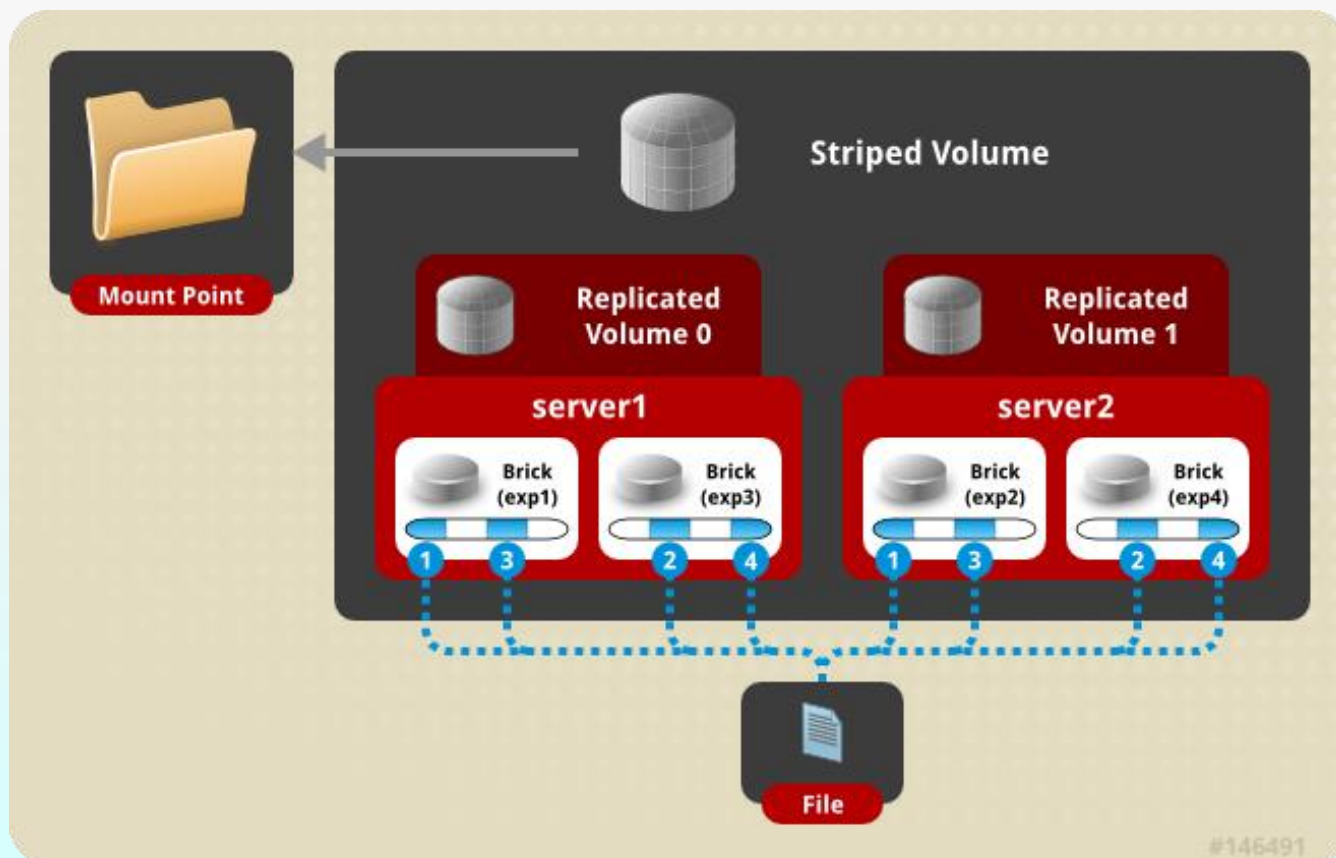 Striped Volume
Mount Point
Replicated
Volume 0
Replicated
Volume 1
server1
server2
Brick
(exp1)
Brick
(exp3)
Brick
(exp2)
Brick
(exp4)
1
3
2
4
1
3
2
4
File
#146491